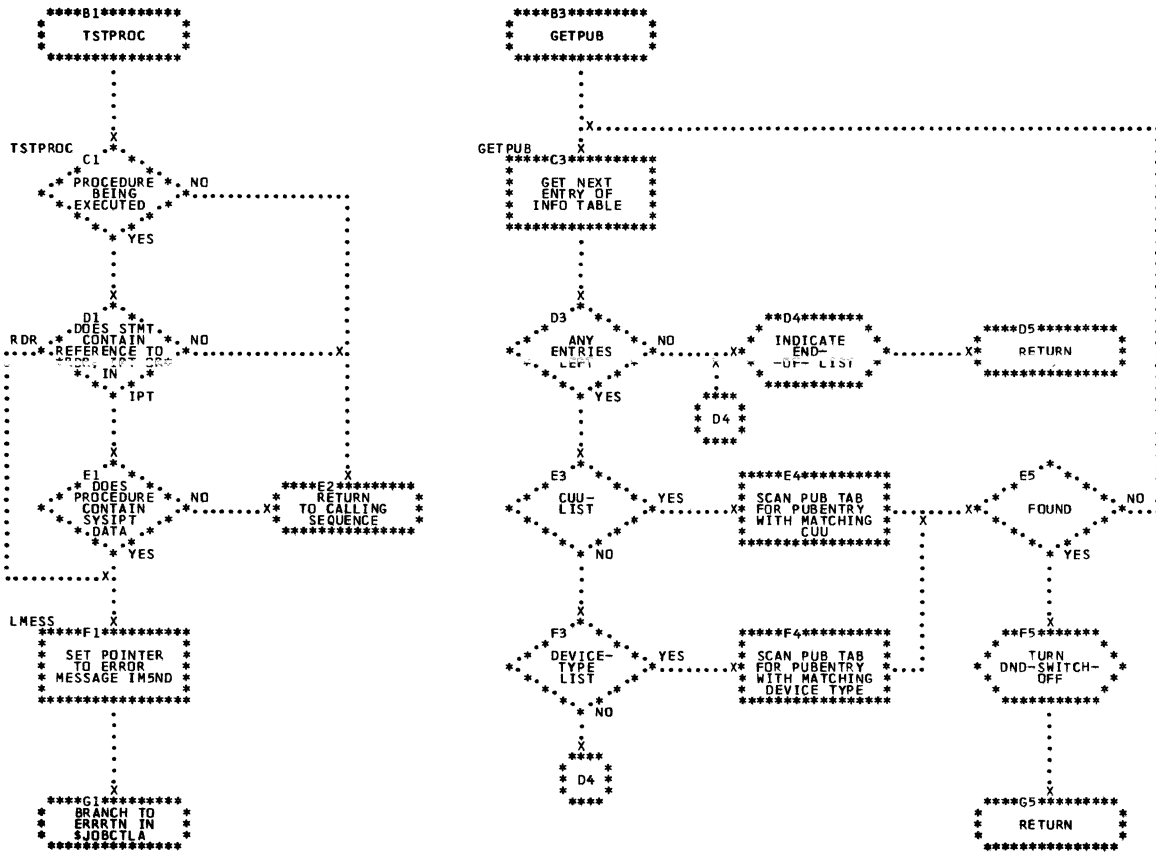 B1
TSTPROC
TSTPROC
C1
PROCEDURE
BEING
EXECUTED
NO
YES
D1
DOES STMT
CONTAIN
REFERENCE TO
IN
RDR
NO
IPT
E1
DOES
PROCEDURE
CONTAIN
SYSIPT
DATA
NO
YES
E2
RETURN
TO CALLING
SEQUENCE
LMESS
F1
SET POINTER
TO ERROR
MESSAGE IM5ND
G1
BRANCH TO
ERRRTN IN
$JOBCTLA
B3
GETPUB
GETPUB
C3
GET NEXT
ENTRY OF
INFO TABLE
D3
ANY
ENTRIES
LEFT
NO
YES
D4
INDICATE
END-
-OF- LIST
D5
RETURN
D4
E3
CUU-
LIST
YES
NO
E4
SCAN PUB TAB
FOR PUBENTRY
WITH MATCHING
CUU
E5
FOUND
NO
YES
F3
DEVICE-
TYPE
LIST
YES
NO
F4
SCAN PUB TAB
FOR PUBENTRY
WITH MATCHING
DEVICE TYPE
F5
TURN
DND-SWITCH-
OFF
D4
G5
RETURN